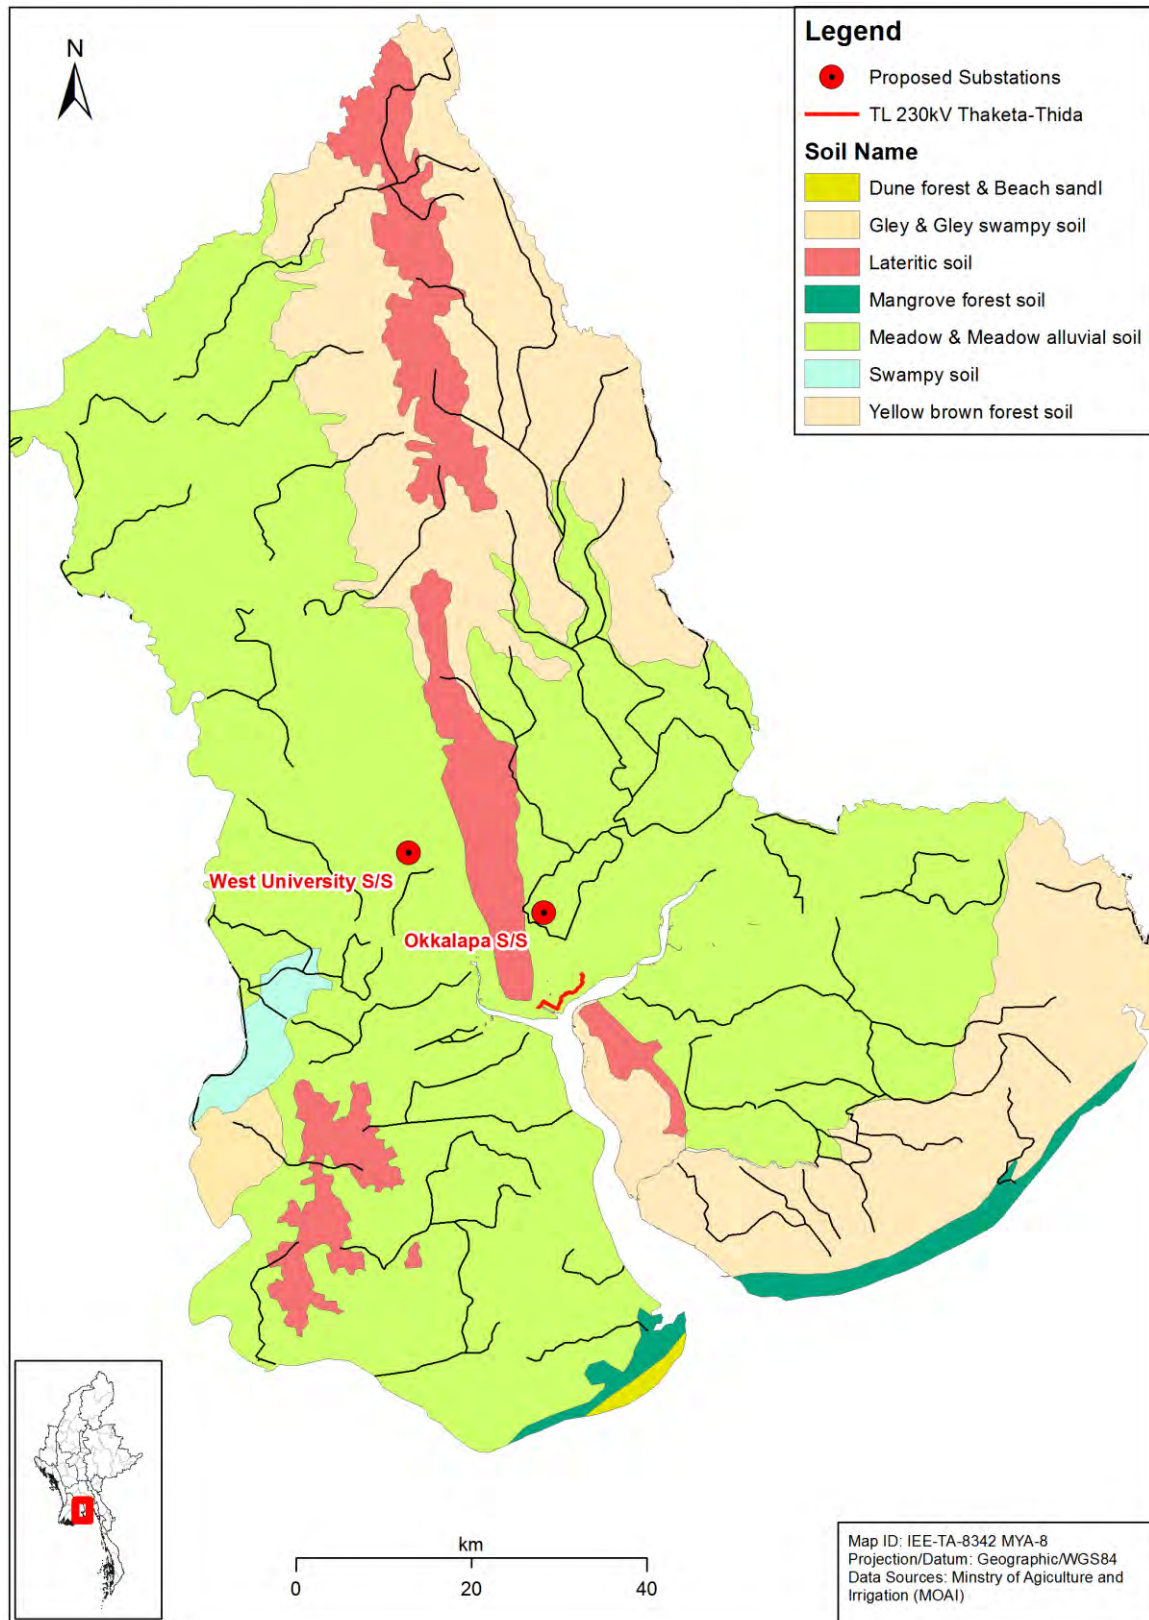 N
Legend
Proposed Substations
TL 230kV Thaketa-Thida
Soil Name
Dune forest & Beach sandl
Gley & Gley swampy soil
Lateritic soil
Mangrove forest soil
Meadow & Meadow alluvial soil
Swampy soil
Yellow brown forest soil
West University S/S
Okkalapa S/S
km
0 20 40
Map ID: IEE-TA-8342 MYA-8
Projection/Datum: Geographic/WGS84
Data Sources: Minstry of Agiculture and
Irrigation (MOAI)